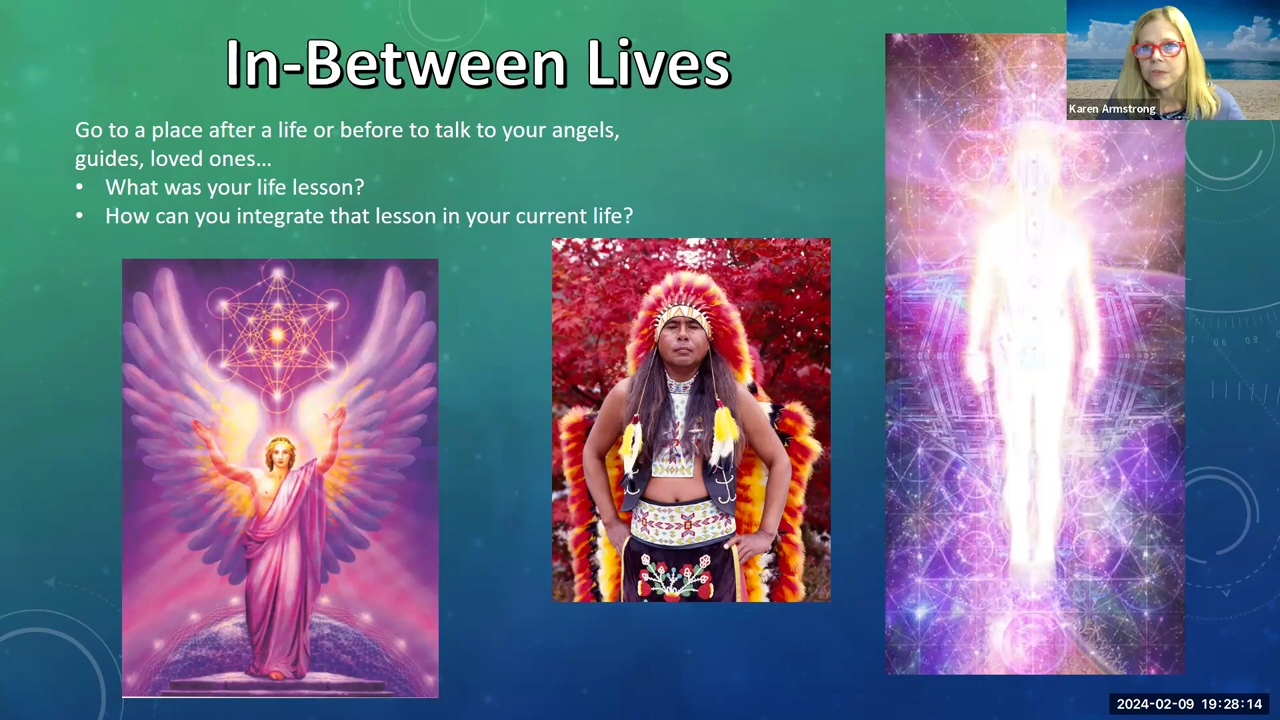 In-Between Lives
Go to a place after a life or before to talk to your angels,
guides, loved ones...
• What was your life lesson?
• How can you integrate that lesson in your current life?
Karen Armstrong
06 08
2024-02-09 19:28:14